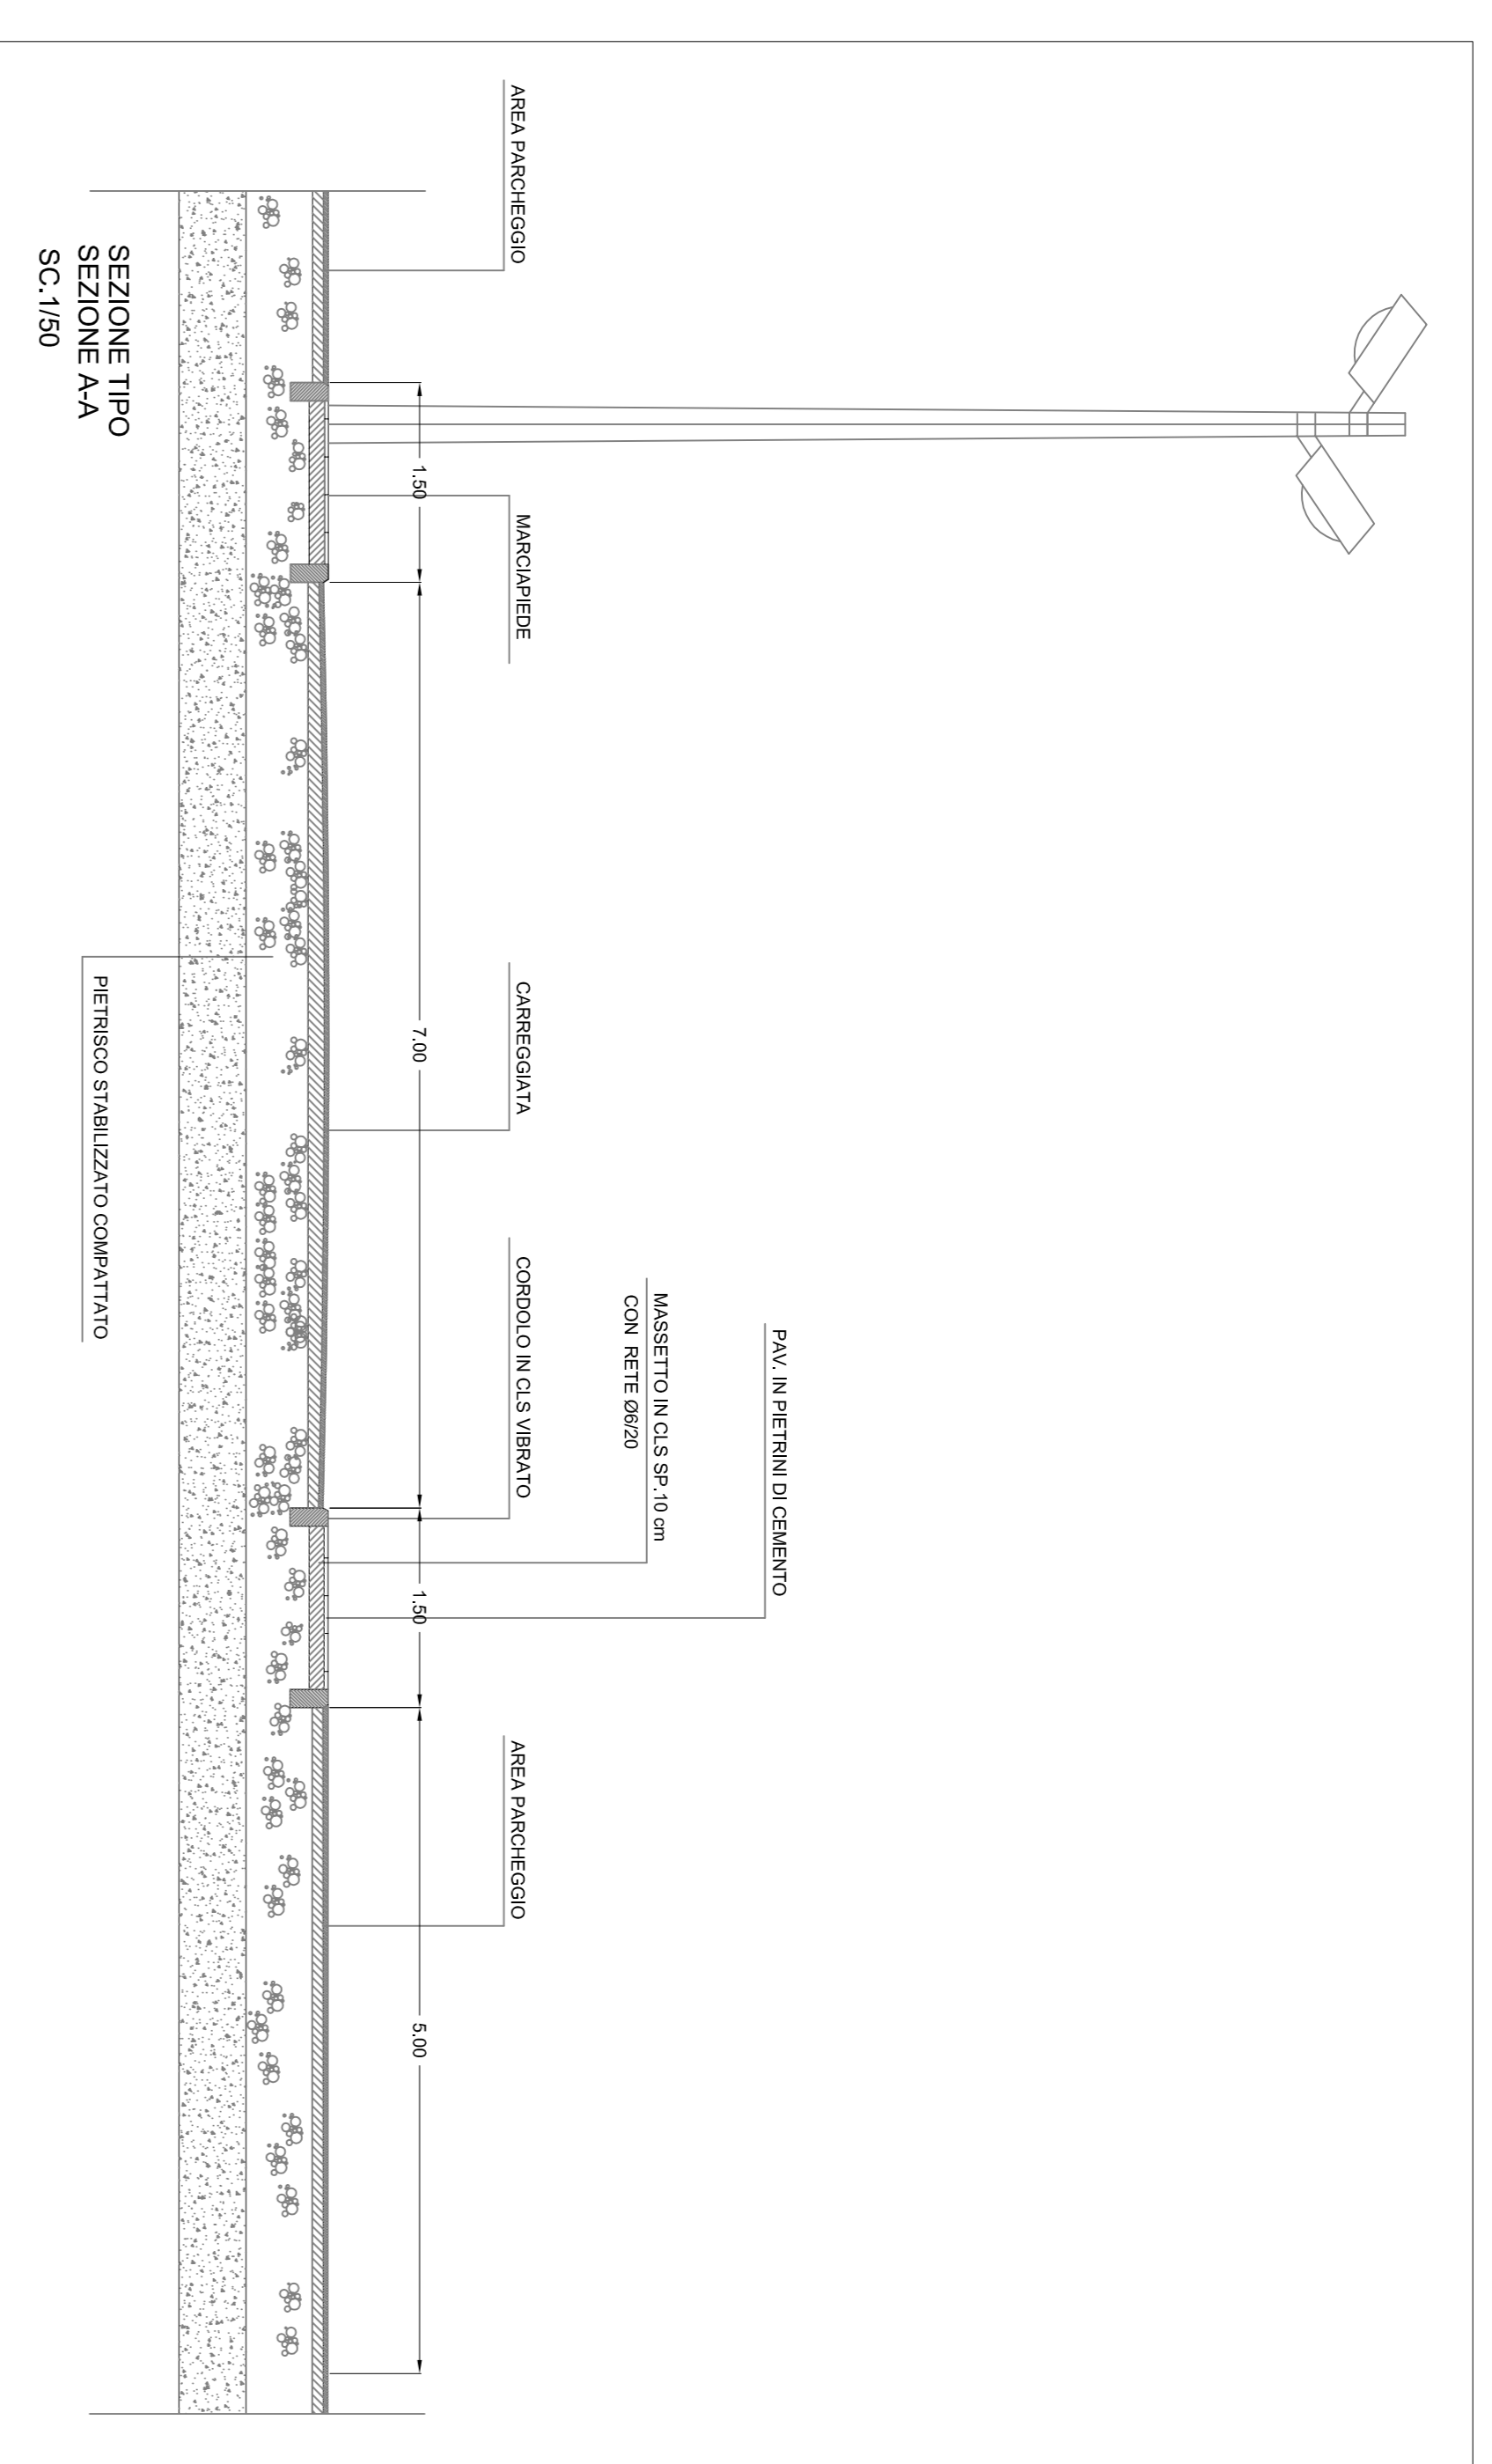 PAV. IN PIETRINI DI CEMENTO
MASSETTO IN CLS SP.10 cm
CON RETE Ø6/20
AREA PARCHEGGIO
MARCIAPIEDE
CARREGGIATA
CORDOLO IN CLS VIBRATO
AREA PARCHEGGIO
1.50
7.00
1.50
5.00
PIETRISCO STABILIZZATO COMPATTATO
SEZIONE TIPO
SEZIONE A-A
SC.1/50